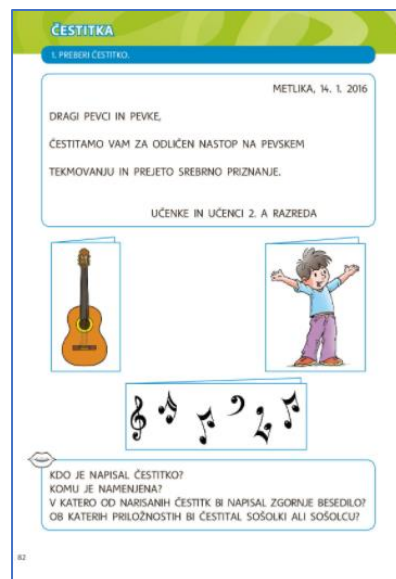 ČESTITKA
1. PREBERI ČESTITKO.
METLIKA, 14. 1. 2016
DRAGI PEVCI IN PEVKE,
ČESTITAMO VAM ZA ODLIČEN NASTOP NA PEVSKEM
TEKMOVANJU IN PREJETO SREBRNO PRIZNANJE.
UČENKE IN UČENCI 2. A RAZREDA
KDO JE NAPISAL ČESTITKO?
KOMU JE NAMENJENA?
V KATERO OD NARISANIH ČESTITK BI NAPISAL ZGORNJE BESEDILO?
OB KATERIH PRILOŽNOSTIH BI ČESTITAL SOŠOLKI ALI SOŠOLCU?
82